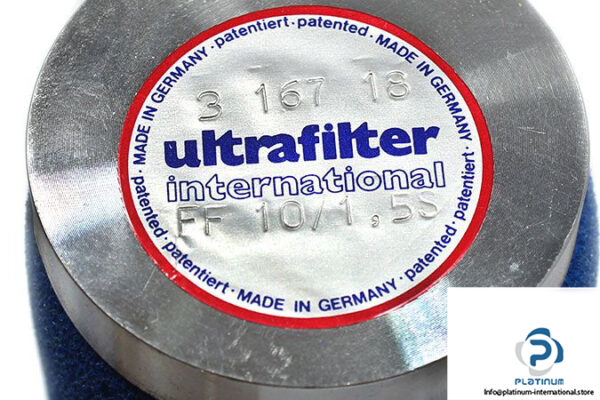 patentiert · patented · MADE IN GERMANY · patentiert · patented · MADE IN GERMANY · patentiert · patented · MADE IN GERMANY ·
3 167 18
ultrafilter
international
FF 10/1,5S
PLATINUM
Info@platinum-international.store